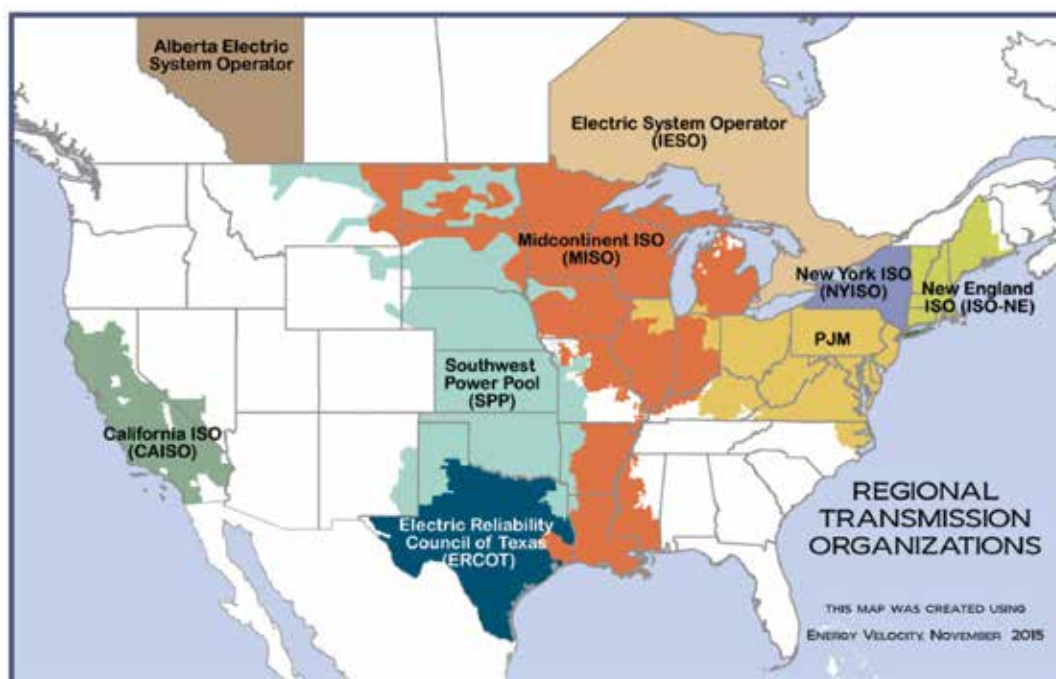 Alberta Electric
System Operator
Electric System Operator
(IESO)
Midcontinent ISO
(MISO)
New York ISO
(NYISO)
New England
ISO (ISO-NE)
PJM
Southwest
Power Pool
(SPP)
California ISO
(CAISO)
Electric Reliability
Council of Texas
(ERCOT)
REGIONAL
TRANSMISSION
ORGANIZATIONS
THIS MAP WAS CREATED USING
ENERGY VELOCITY, NOVEMBER 2015